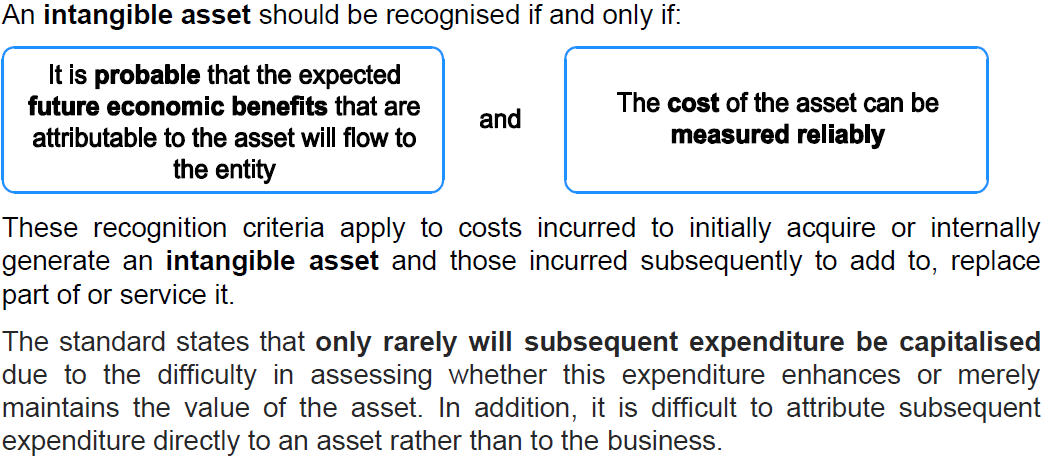 An intangible asset should be recognised if and only if:
It is probable that the expected
future economic benefits that are
attributable to the asset will flow to
the entity
and
The cost of the asset can be
measured reliably
These recognition criteria apply to costs incurred to initially acquire or internally
generate an intangible asset and those incurred subsequently to add to, replace
part of or service it.
The standard states that only rarely will subsequent expenditure be capitalised
due to the difficulty in assessing whether this expenditure enhances or merely
maintains the value of the asset. In addition, it is difficult to attribute subsequent
expenditure directly to an asset rather than to the business.